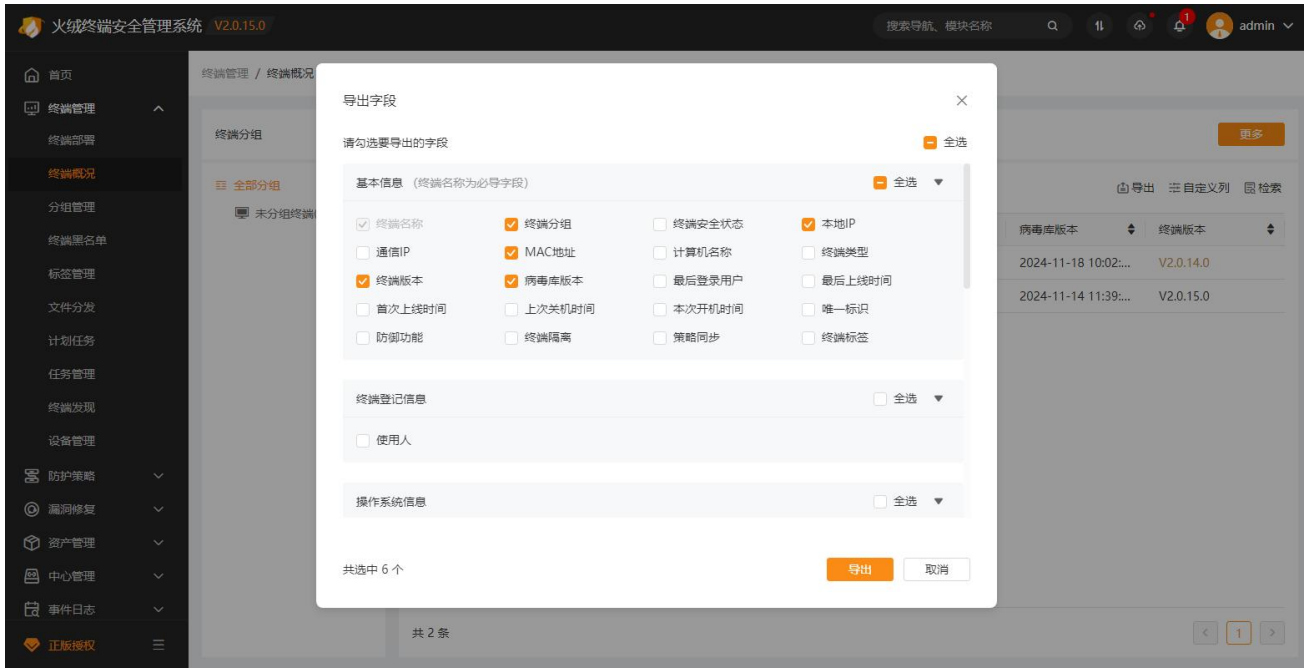 火绒终端安全管理系统 V2.0.15.0 搜索导航、模块名称 1 admin
首页
终端管理
终端部署
终端概况
分组管理
终端黑名单
标签管理
文件分发
计划任务
任务管理
终端发现
设备管理
防护策略
漏洞修复
资产管理
中心管理
事件日志
正版授权
终端管理 / 终端概况
终端分组
全部分组
未分组终端
更多
导出 自定义列 检索
病毒库版本 终端版本
2024-11-18 10:02:... V2.0.14.0
2024-11-14 11:39:... V2.0.15.0
共 2 条
1
导出字段
请勾选要导出的字段 全选
基本信息 (终端名称为必导字段) 全选
终端名称 终端分组 终端安全状态 本地IP
通信IP MAC地址 计算机名称 终端类型
终端版本 病毒库版本 最后登录用户 最后上线时间
首次上线时间 上次关机时间 本次开机时间 唯一标识
防御功能 终端隔离 策略同步 终端标签
终端登记信息 全选
使用人
操作系统信息 全选
共选中 6 个 导出 取消